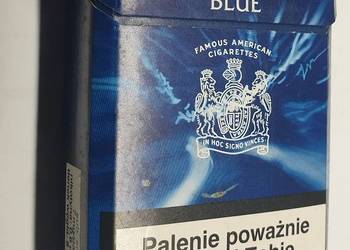 BLUE
FAMOUS AMERICAN
CIGARETTES
IN HOC SIGNO VINCES
Palenie poważnie